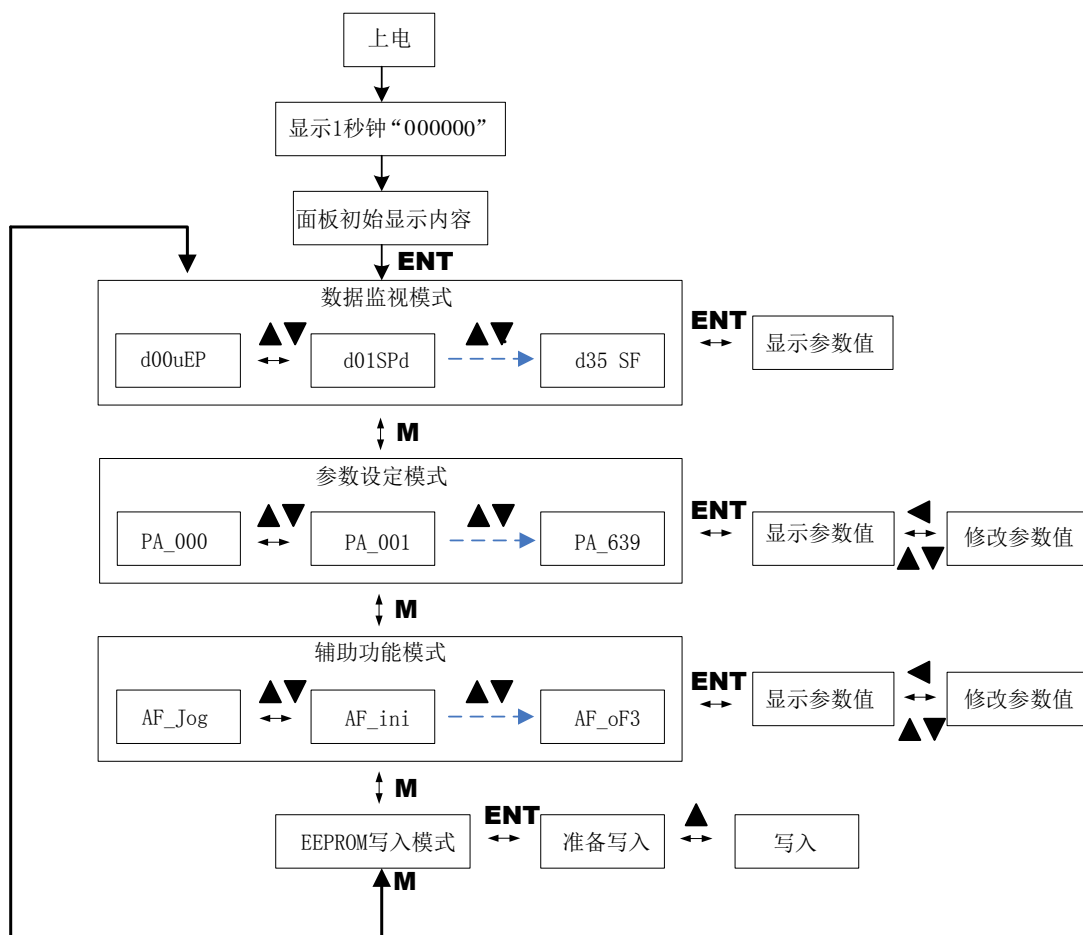 上电
显示1秒钟“000000”
面板初始显示内容
ENT
数据监视模式
▲▼
▲▼
d00uEP
d01SPd
d35 SF
ENT
显示参数值
M
参数设定模式
▲▼
▲▼
PA_000
PA_001
PA_639
ENT
显示参数值
◀
▲▼
修改参数值
M
辅助功能模式
▲▼
▲▼
AF_Jog
AF_ini
AF_oF3
ENT
显示参数值
◀
▲▼
修改参数值
M
EEPROM写入模式
ENT
准备写入
▲
写入
M